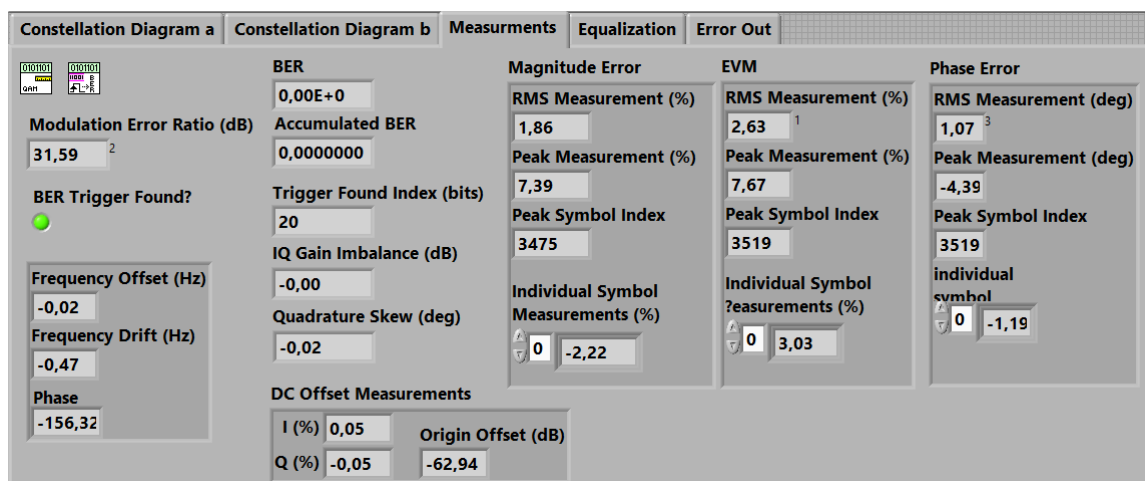 Constellation Diagram a
Constellation Diagram b
Measurments
Equalization
Error Out
0101101
QAM
0101101
BER
Modulation Error Ratio (dB)
31,59
2
BER Trigger Found?
Frequency Offset (Hz)
-0,02
Frequency Drift (Hz)
-0,47
Phase
-156,32
BER
0,00E+0
Accumulated BER
0,0000000
Trigger Found Index (bits)
20
IQ Gain Imbalance (dB)
-0,00
Quadrature Skew (deg)
-0,02
DC Offset Measurements
I (%) 0,05
Q (%) -0,05
Origin Offset (dB)
-62,94
Magnitude Error
RMS Measurement (%)
1,86
Peak Measurement (%)
7,39
Peak Symbol Index
3475
Individual Symbol
Measurements (%)
0 -2,22
EVM
RMS Measurement (%)
2,63
1
Peak Measurement (%)
7,67
Peak Symbol Index
3519
Individual Symbol
?easurements (%)
0 3,03
Phase Error
RMS Measurement (deg)
1,07
3
Peak Measurement (deg)
-4,39
Peak Symbol Index
3519
individual
symbol
0 -1,19